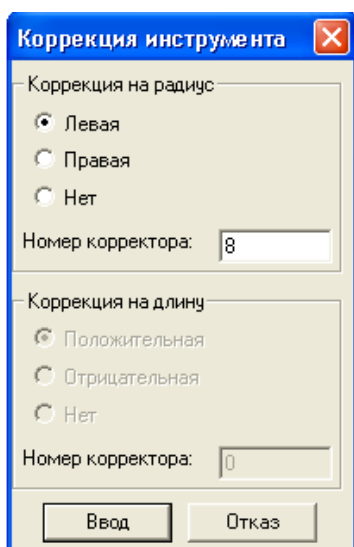 Коррекция инструмента
Коррекция на радиус
Левая
Правая
Нет
Номер корректора: 8
Коррекция на длину
Положительная
Отрицательная
Нет
Номер корректора: 0
Ввод Отказ